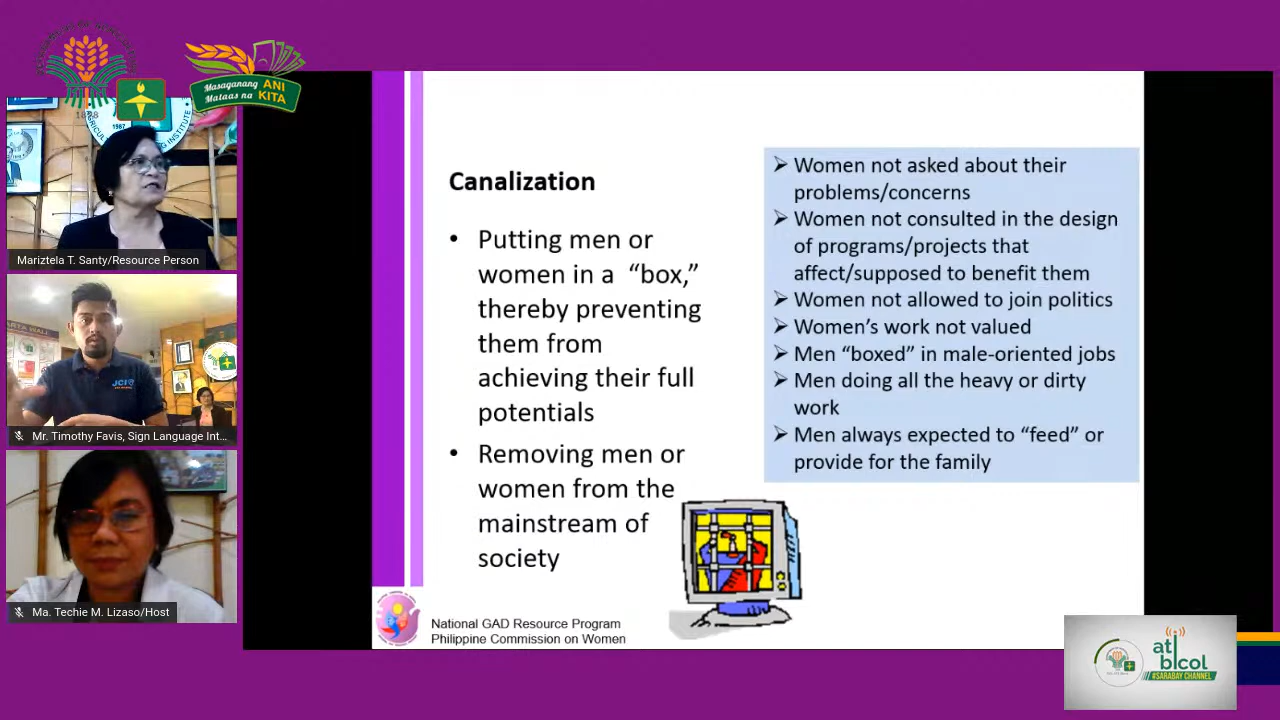 Masaganang ANI
Mataas na KITA
1898
1987
Mariztela T. Santy/Resource Person
JCI
Mr. Timothy Favis, Sign Language Int...
Ma. Techie M. Lizaso/Host
Canalization
• Putting men or
women in a “box,”
thereby preventing
them from
achieving their full
potentials
• Removing men or
women from the
mainstream of
society
➢ Women not asked about their
problems/concerns
➢ Women not consulted in the design
of programs/projects that
affect/supposed to benefit them
➢ Women not allowed to join politics
➢ Women’s work not valued
➢ Men “boxed” in male-oriented jobs
➢ Men doing all the heavy or dirty
work
➢ Men always expected to “feed” or
provide for the family
National GAD Resource Program
Philippine Commission on Women
ati
bicol
#SARABAY CHANNEL